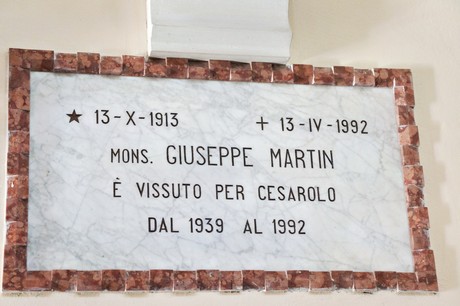 ★ 13-X-1913 + 13-IV-1992
MONS. GIUSEPPE MARTIN
È VISSUTO PER CESAROLO
DAL 1939 AL 1992